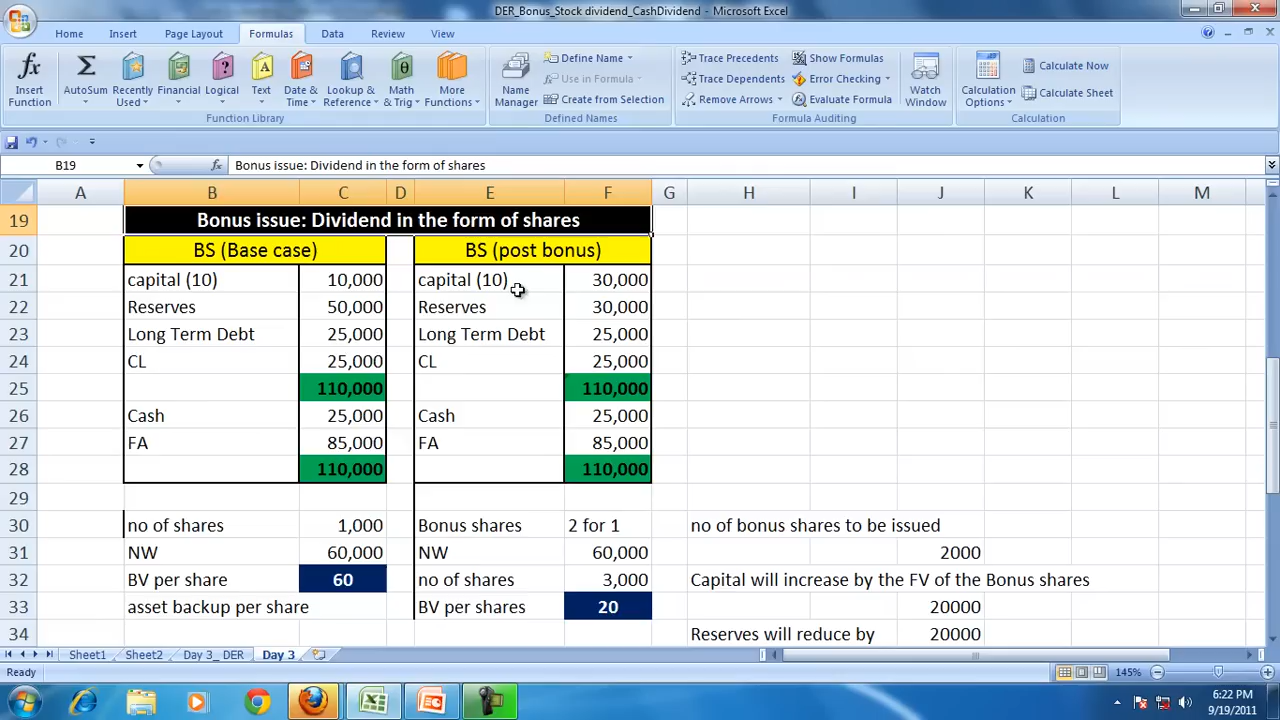 DER_Bonus_Stock dividend_CashDividend - Microsoft Excel
Home Insert Page Layout Formulas Data Review View
Insert Function
AutoSum
Recently Used
Financial
Logical
Text
Date & Time
Lookup & Reference
Math & Trig
More Functions
Function Library
Name Manager
Define Name
Use in Formula
Create from Selection
Defined Names
Trace Precedents
Trace Dependents
Remove Arrows
Show Formulas
Error Checking
Evaluate Formula
Formula Auditing
Watch Window
Calculation Options
Calculate Now
Calculate Sheet
Calculation
B19 fx Bonus issue: Dividend in the form of shares
A B C D E F G H I J K L M
19 Bonus issue: Dividend in the form of shares
20 BS (Base case) BS (post bonus)
21 capital (10) 10,000 capital (10) 30,000
22 Reserves 50,000 Reserves 30,000
23 Long Term Debt 25,000 Long Term Debt 25,000
24 CL 25,000 CL 25,000
25 110,000 110,000
26 Cash 25,000 Cash 25,000
27 FA 85,000 FA 85,000
28 110,000 110,000
29
30 no of shares 1,000 Bonus shares 2 for 1 no of bonus shares to be issued
31 NW 60,000 NW 60,000 2000
32 BV per share 60 no of shares 3,000 Capital will increase by the FV of the Bonus shares
33 asset backup per share BV per shares 20 20000
34 Reserves will reduce by 20000
Sheet1 Sheet2 Day 3_ DER Day 3
Ready 145%
6:22 PM
9/19/2011